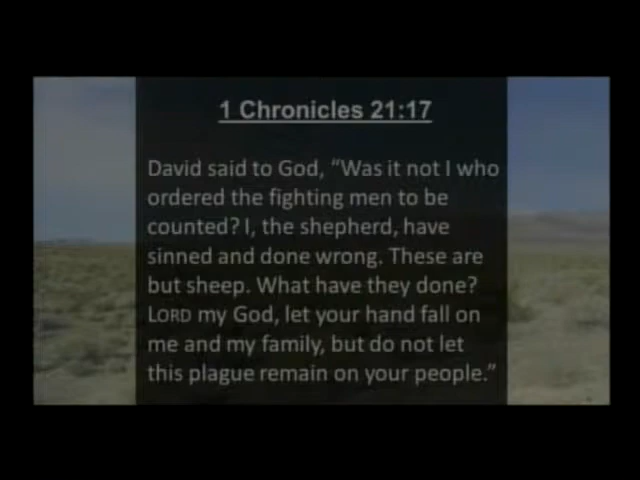 1 Chronicles 21:17
David said to God, “Was it not I who
ordered the fighting men to be
counted? I, the shepherd, have
sinned and done wrong. These are
but sheep. What have they done?
LORD my God, let your hand fall on
me and my family, but do not let
this plague remain on your people.”